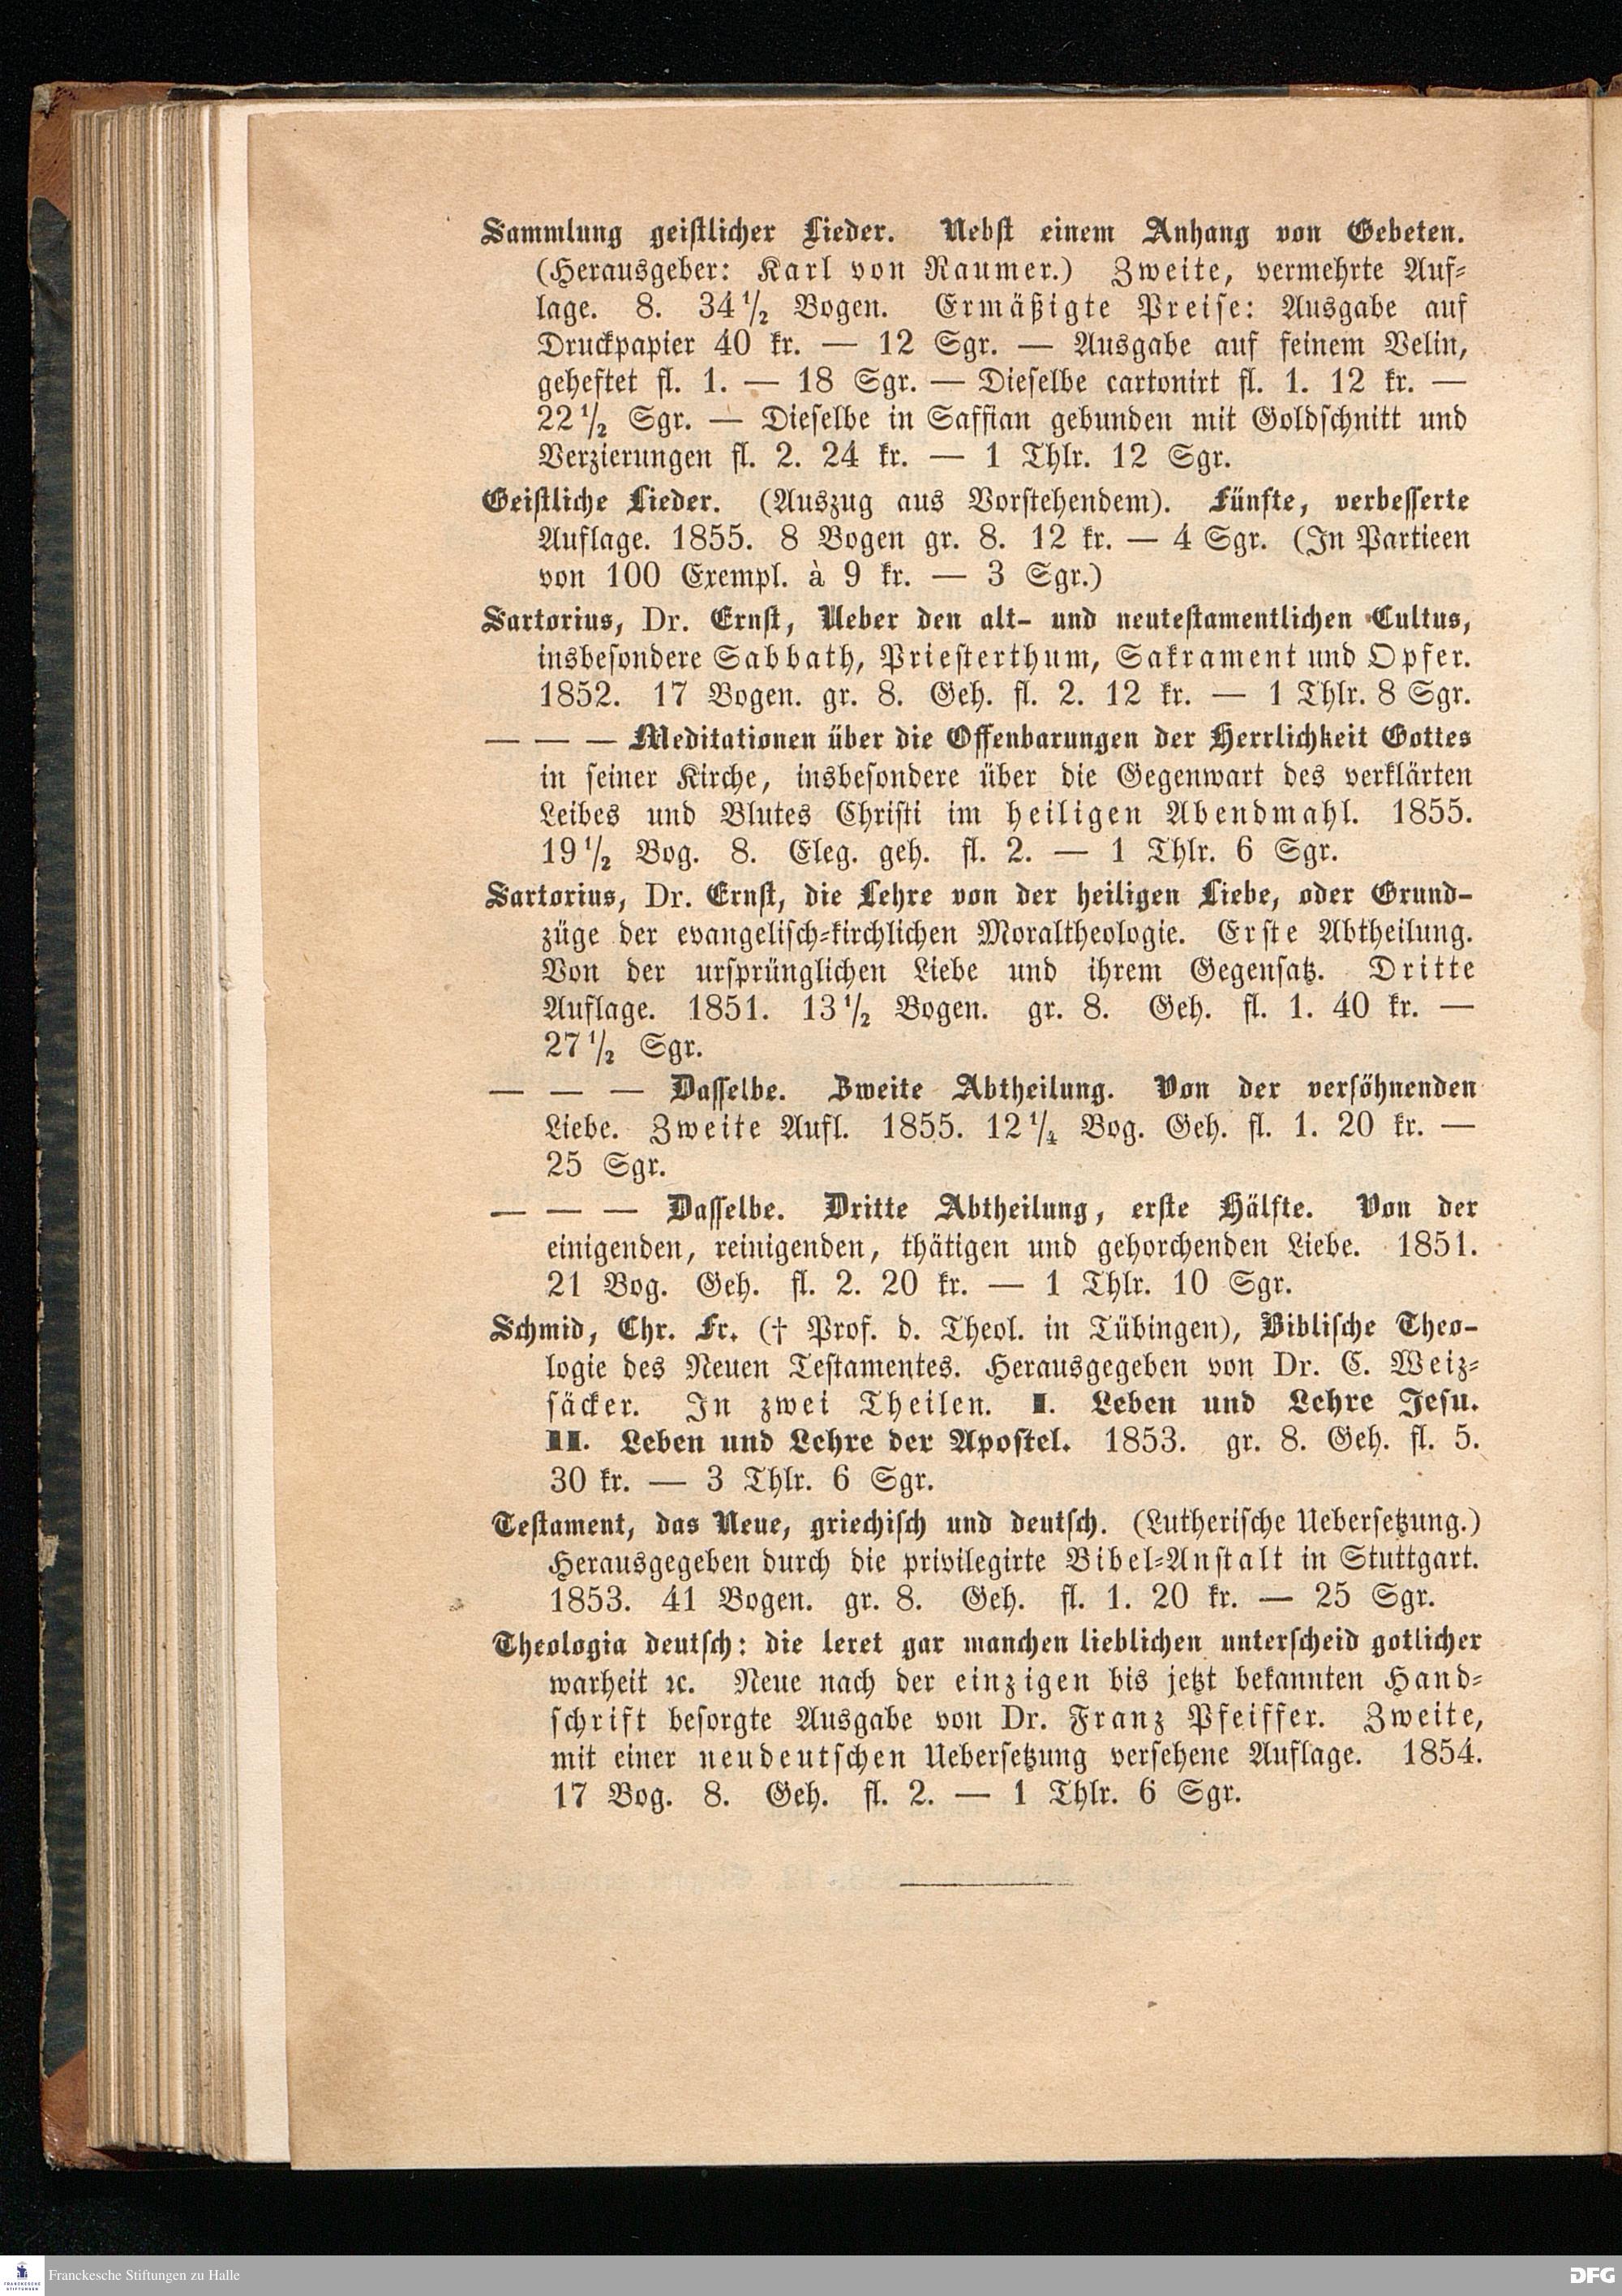 Sammlung geistlicher Lieder. Nebst einem Anhang von Gebeten.
(Herausgeber: Karl von Raumer.) Zweite, vermehrte Auf-
lage. 8. 34 1/2 Bogen. Ermäßigte Preise: Ausgabe auf
Druckpapier 40 kr. — 12 Sgr. — Ausgabe auf feinem Velin,
geheftet fl. 1. — 18 Sgr. — Dieselbe cartonirt fl. 1. 12 kr. —
22 1/2 Sgr. — Dieselbe in Saffian gebunden mit Goldschnitt und
Verzierungen fl. 2. 24 kr. — 1 Thlr. 12 Sgr.
Geistliche Lieder. (Auszug aus Vorstehendem). Fünfte, verbesserte
Auflage. 1855. 8 Bogen gr. 8. 12 kr. — 4 Sgr. (In Partieen
von 100 Exempl. à 9 kr. — 3 Sgr.)
Sartorius, Dr. Ernst, Ueber den alt- und neutestamentlichen Cultus,
insbesondere Sabbath, Priesterthum, Sakrament und Opfer.
1852. 17 Bogen. gr. 8. Geh. fl. 2. 12 kr. — 1 Thlr. 8 Sgr.
— — — Meditationen über die Offenbarungen der Herrlichkeit Gottes
in seiner Kirche, insbesondere über die Gegenwart des verklärten
Leibes und Blutes Christi im heiligen Abendmahl. 1855.
19 1/2 Bog. 8. Eleg. geh. fl. 2. — 1 Thlr. 6 Sgr.
Sartorius, Dr. Ernst, die Lehre von der heiligen Liebe, oder Grund-
züge der evangelisch-kirchlichen Moraltheologie. Erste Abtheilung.
Von der ursprünglichen Liebe und ihrem Gegensatz. Dritte
Auflage. 1851. 13 1/2 Bogen. gr. 8. Geh. fl. 1. 40 kr. —
27 1/2 Sgr.
— — — Dasselbe. Zweite Abtheilung. Von der versöhnenden
Liebe. Zweite Aufl. 1855. 12 1/4 Bog. Geh. fl. 1. 20 kr. —
25 Sgr.
— — — Dasselbe. Dritte Abtheilung, erste Hälfte. Von der
einigenden, reinigenden, thätigen und gehorchenden Liebe. 1851.
21 Bog. Geh. fl. 2. 20 kr. — 1 Thlr. 10 Sgr.
Schmid, Chr. Fr. († Prof. d. Theol. in Tübingen), Biblische Theo-
logie des Neuen Testamentes. Herausgegeben von Dr. C. Weiz-
säcker. In zwei Theilen. I. Leben und Lehre Jesu.
II. Leben und Lehre der Apostel. 1853. gr. 8. Geh. fl. 5.
30 kr. — 3 Thlr. 6 Sgr.
Testament, das Neue, griechisch und deutsch. (Lutherische Uebersetzung.)
Herausgegeben durch die privilegirte Bibel-Anstalt in Stuttgart.
1853. 41 Bogen. gr. 8. Geh. fl. 1. 20 kr. — 25 Sgr.
Theologia deutsch: die leret gar manchen lieblichen unterscheid gotlicher
warheit ꝛc. Neue nach der einzigen bis jetzt bekannten Hand-
schrift besorgte Ausgabe von Dr. Franz Pfeiffer. Zweite,
mit einer neudeutschen Uebersetzung versehene Auflage. 1854.
17 Bog. 8. Geh. fl. 2. — 1 Thlr. 6 Sgr.
FRANCKESCHE
STIFTUNGEN
Franckesche Stiftungen zu Halle
DFG